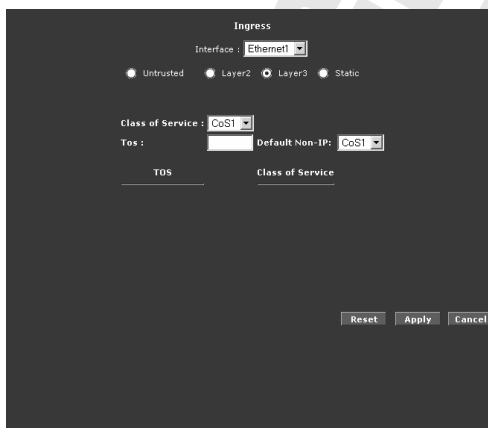 Ingress
Interface : Ethernet1
Untrusted Layer2 Layer3 Static
Class of Service : CoS1
Tos : Default Non-IP: CoS1
TOS Class of Service
Reset Apply Cancel